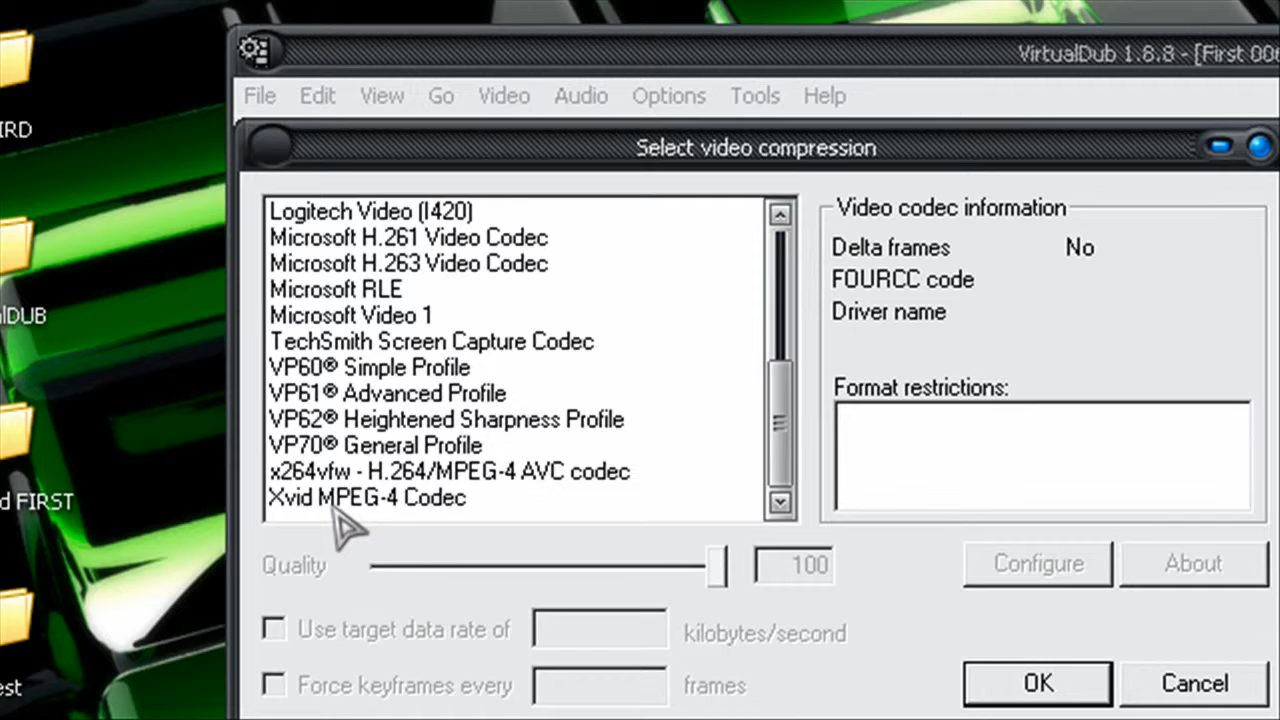 VirtualDub 1.8.8 - [First 006
File Edit View Go Video Audio Options Tools Help
Select video compression
Logitech Video (I420)
Microsoft H.261 Video Codec
Microsoft H.263 Video Codec
Microsoft RLE
Microsoft Video 1
TechSmith Screen Capture Codec
VP60® Simple Profile
VP61® Advanced Profile
VP62® Heightened Sharpness Profile
VP70® General Profile
x264vfw - H.264/MPEG-4 AVC codec
Xvid MPEG-4 Codec
Video codec information
Delta frames No
FOURCC code
Driver name
Format restrictions:
Quality 100
Configure About
Use target data rate of kilobytes/second
Force keyframes every frames
OK Cancel
IRD
alDUB
d FIRST
est